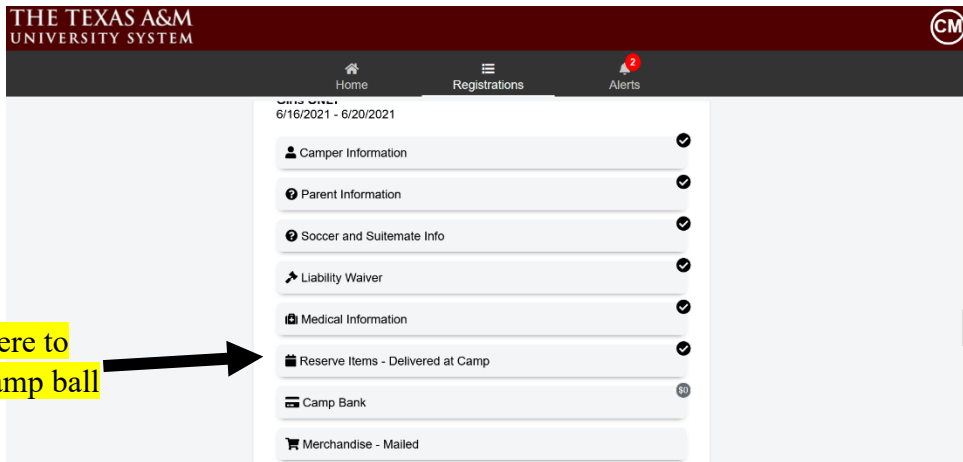 THE TEXAS A&M
UNIVERSITY SYSTEM
CM
2
Home
Registrations
Alerts
6/16/2021 - 6/20/2021
Camper Information
Parent Information
Soccer and Suitemate Info
Liability Waiver
Medical Information
ere to
amp ball
Reserve Items - Delivered at Camp
Camp Bank
$0
Merchandise - Mailed